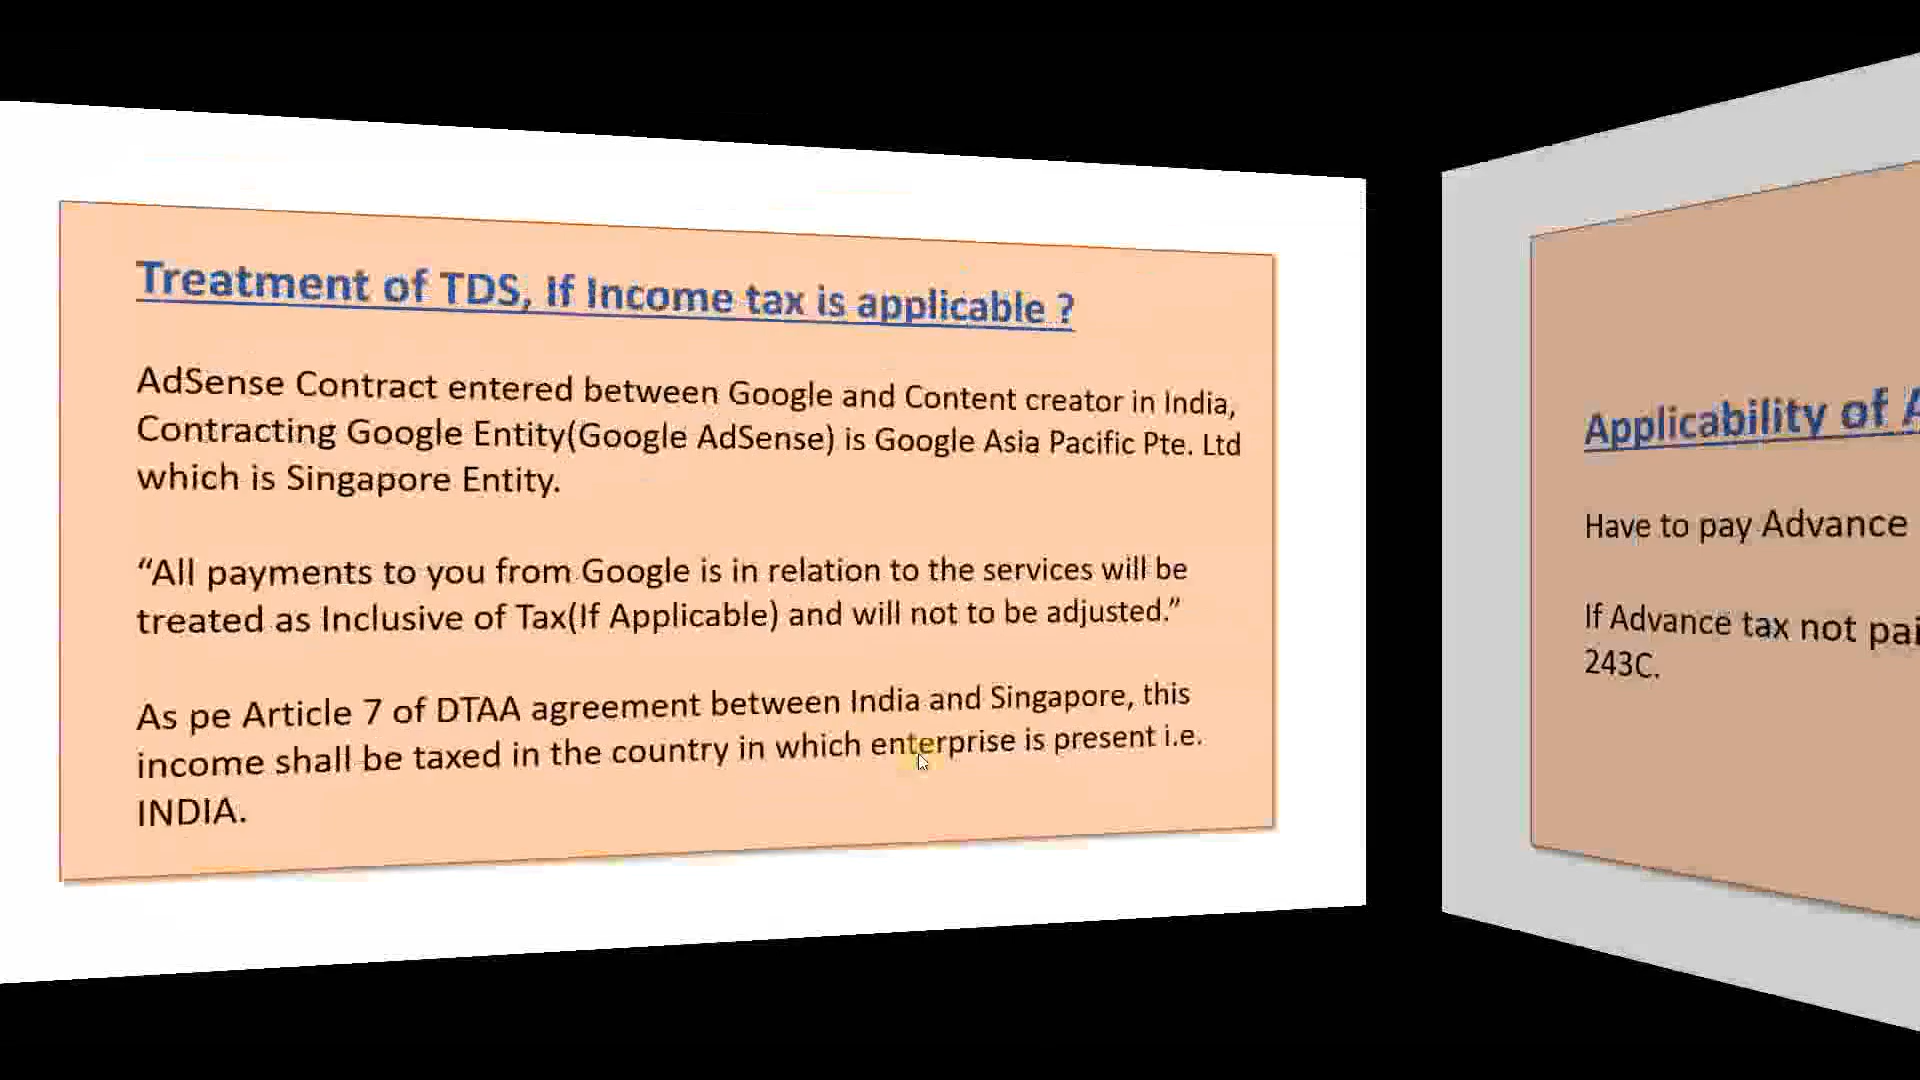 Treatment of TDS, If Income tax is applicable ?
AdSense Contract entered between Google and Content creator in India,
Contracting Google Entity(Google AdSense) is Google Asia Pacific Pte. Ltd
which is Singapore Entity.
“All payments to you from Google is in relation to the services will be
treated as Inclusive of Tax(If Applicable) and will not to be adjusted.”
As pe Article 7 of DTAA agreement between India and Singapore, this
income shall be taxed in the country in which enterprise is present i.e.
INDIA.
Applicability of
Have to pay Advance
If Advance tax not
243C.